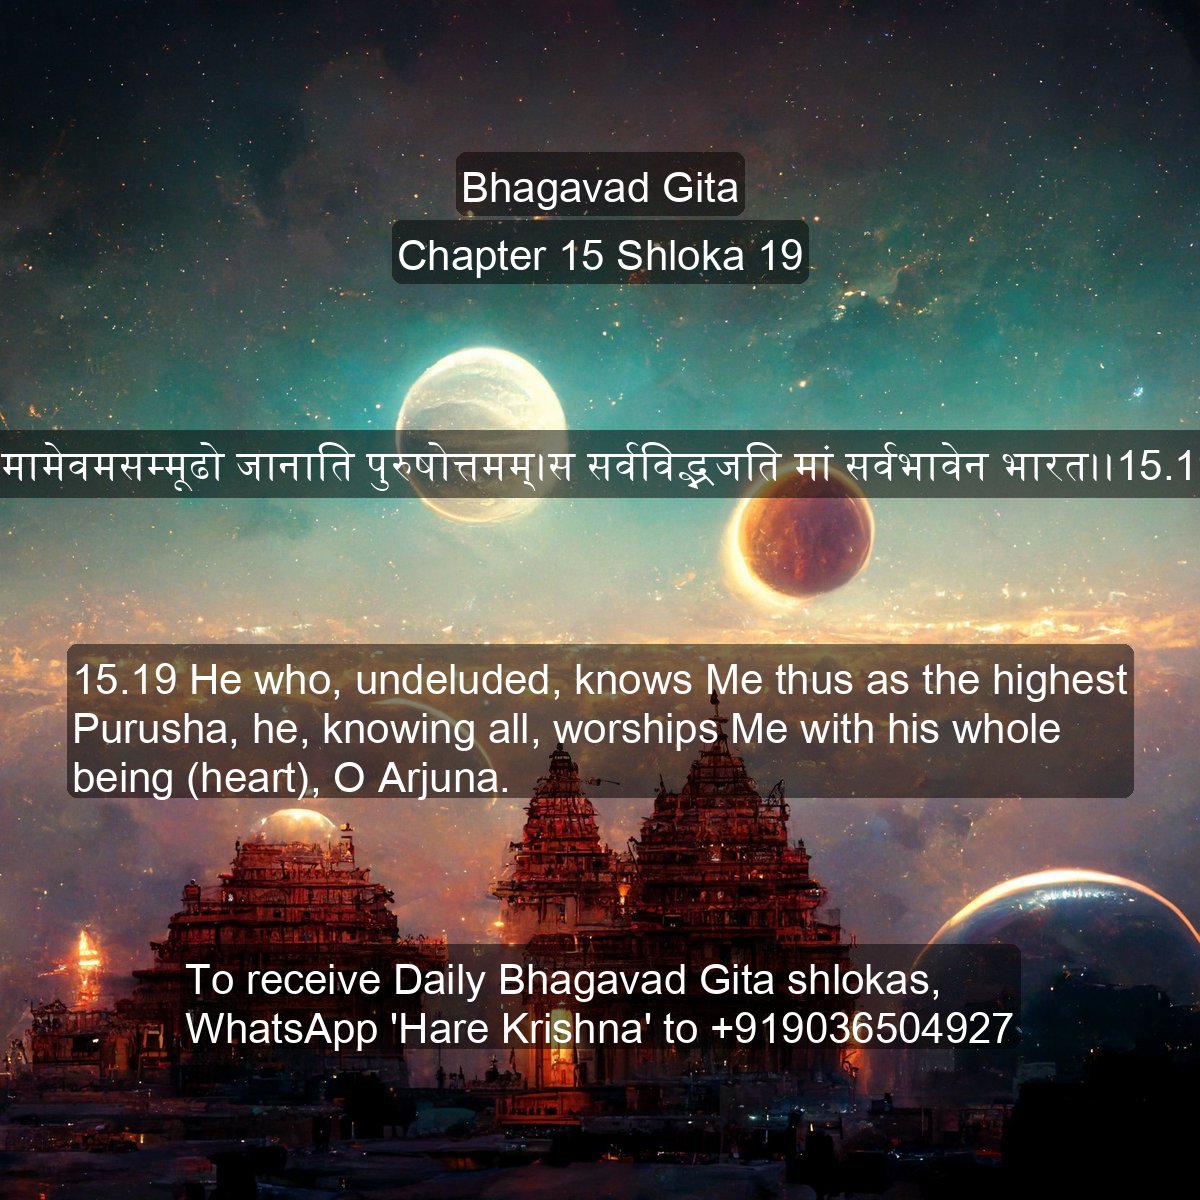 Bhagavad Gita
Chapter 15 Shloka 19
मामेवमसम्मूढो जानाति पुरुषोत्तमम्।स सर्वविद्भजति मां सर्वभावेन भारत।।15.1
15.19 He who, undeluded, knows Me thus as the highest
Purusha, he, knowing all, worships Me with his whole
being (heart), O Arjuna.
To receive Daily Bhagavad Gita shlokas,
WhatsApp 'Hare Krishna' to +919036504927